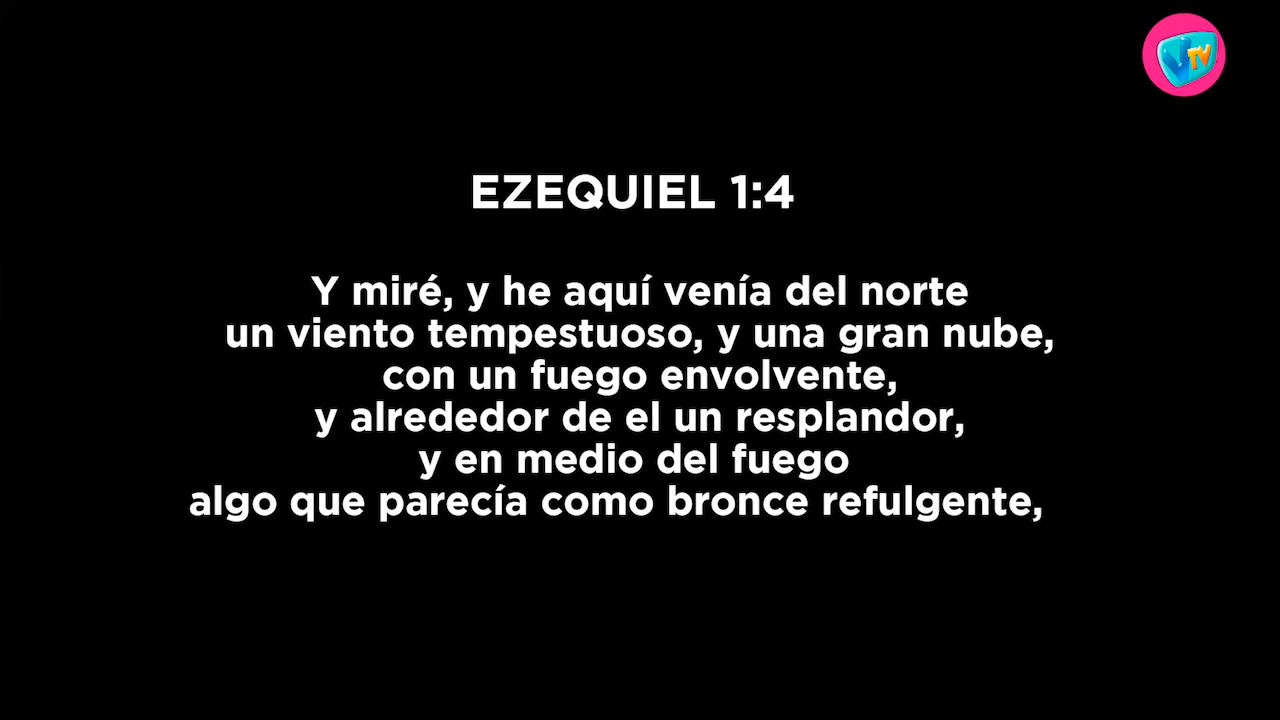 VTV
EZEQUIEL 1:4
Y miré, y he aquí venía del norte
un viento tempestuoso, y una gran nube,
con un fuego envolvente,
y alrededor de el un resplandor,
y en medio del fuego
algo que parecía como bronce refulgente,